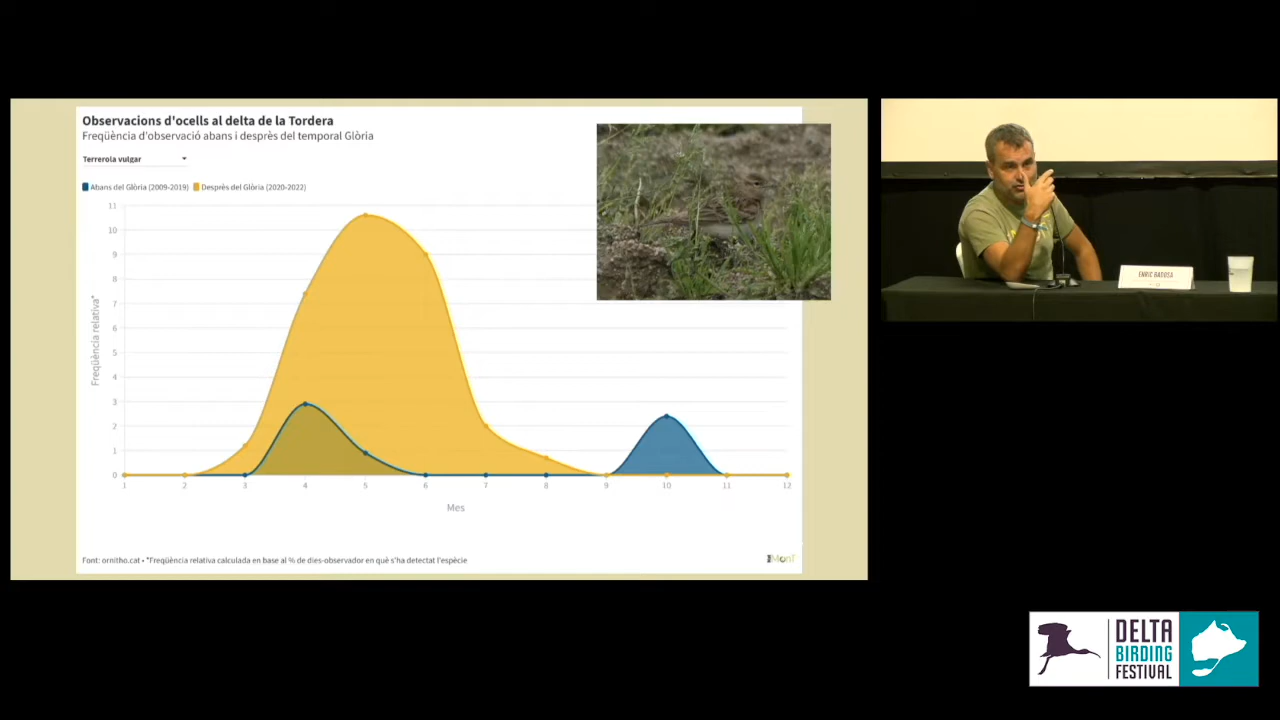 Observacions d'ocells al delta de la Tordera
Freqüència d'observació abans i desprès del temporal Glòria
Terrerola vulgar
Abans del Glòria (2009-2019) Desprès del Glòria (2020-2022)
11
10
9
8
7
6
5
4
3
2
1
0
Freqüència relativa*
1 2 3 4 5 6 7 8 9 10 11 12
Mes
Font: ornitho.cat • *Freqüència relativa calculada en base al % de dies-observador en què s'ha detectat l'espècie
ENRIC BADOSA
DELTA
BIRDING
FESTIVAL